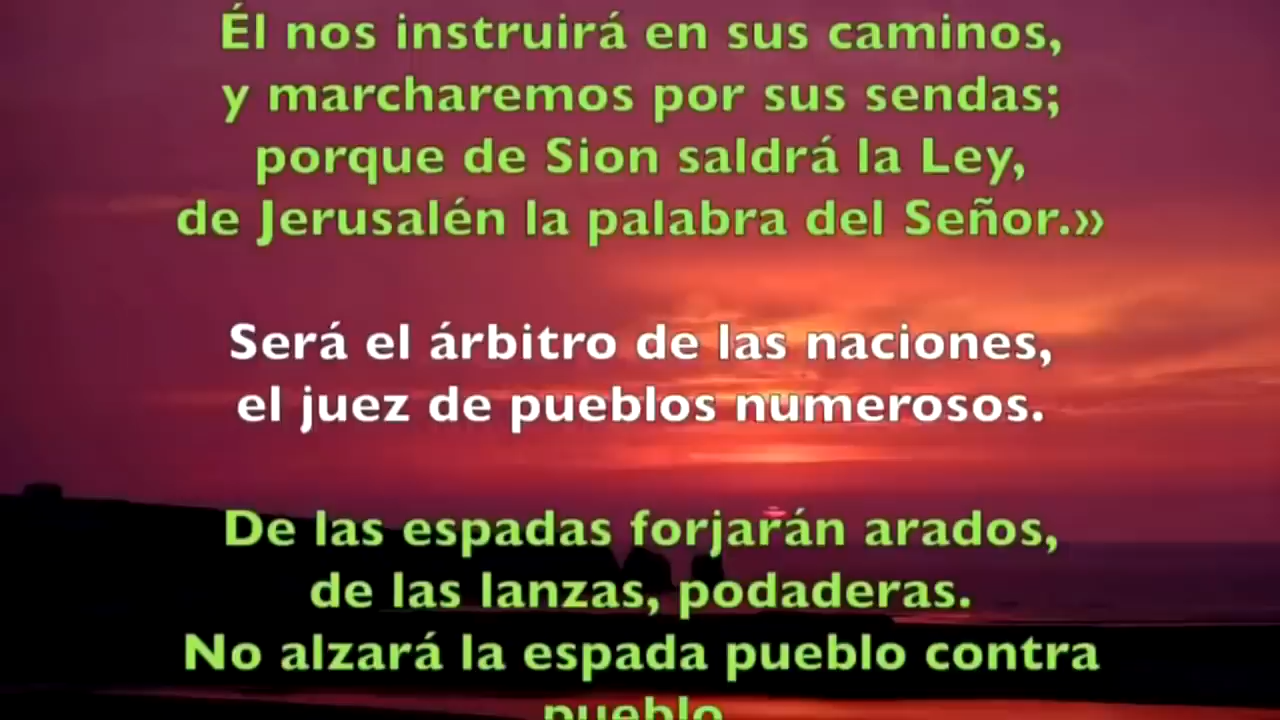 Él nos instruirá en sus caminos,
y marcharemos por sus sendas;
porque de Sion saldrá la Ley,
de Jerusalén la palabra del Señor.»
Será el árbitro de las naciones,
el juez de pueblos numerosos.
De las espadas forjarán arados,
de las lanzas, podaderas.
No alzará la espada pueblo contra
pueblo